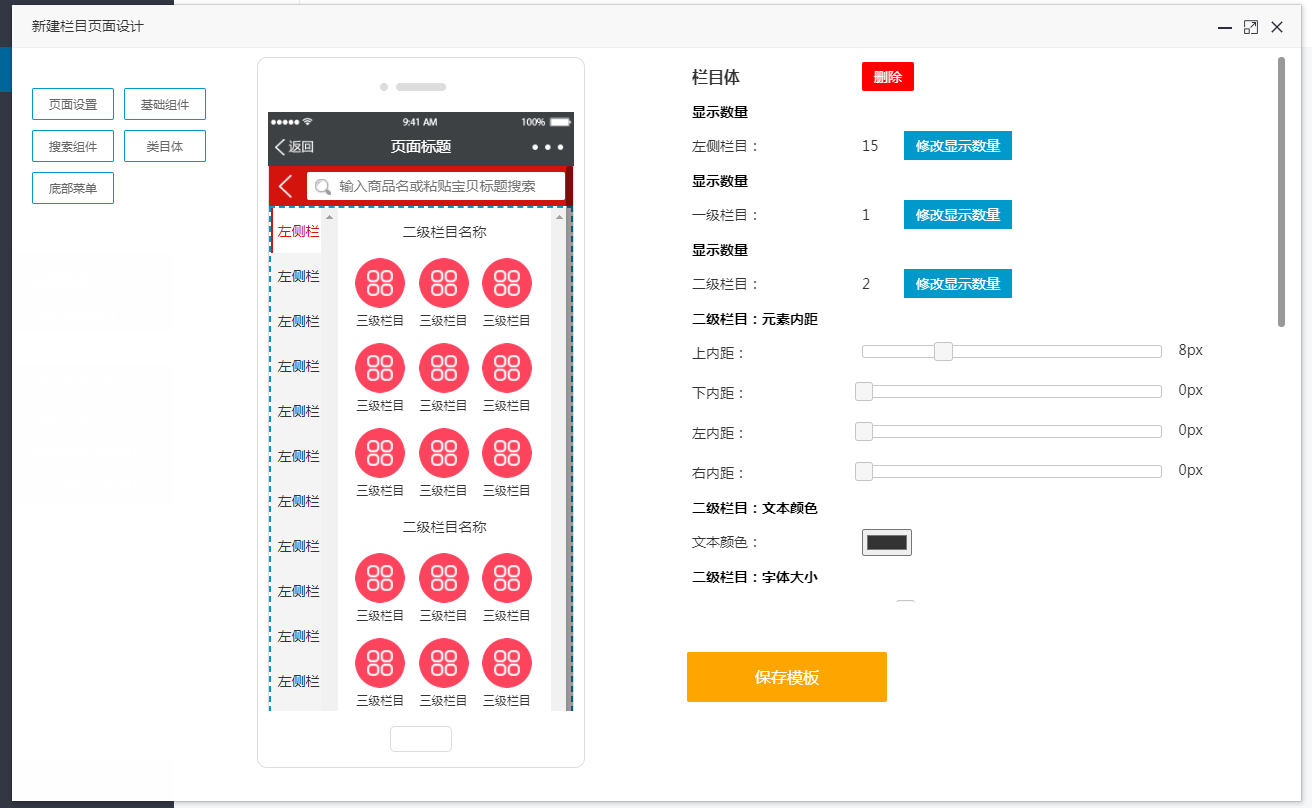 新建栏目页面设计
页面设置 基础组件
搜索组件 类目体
底部菜单
9:41 AM 100%
返回 页面标题
输入商品名或粘贴宝贝标题搜索
左侧栏 二级栏目名称
左侧栏
三级栏目 三级栏目 三级栏目
左侧栏
左侧栏
三级栏目 三级栏目 三级栏目
左侧栏
左侧栏
三级栏目 三级栏目 三级栏目
左侧栏
二级栏目名称
左侧栏
左侧栏
三级栏目 三级栏目 三级栏目
左侧栏
左侧栏
三级栏目 三级栏目 三级栏目
栏目体 删除
显示数量
左侧栏目： 15 修改显示数量
显示数量
一级栏目： 1 修改显示数量
显示数量
二级栏目： 2 修改显示数量
二级栏目：元素内距
上内距： 8px
下内距： 0px
左内距： 0px
右内距： 0px
二级栏目：文本颜色
文本颜色：
二级栏目：字体大小
保存模板